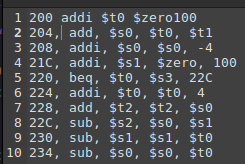 1 200 addi $t0 $zero100
2 204, add, $s0, $t0, $t1
3 208, addi, $s0, $s0, -4
4 21C, addi, $s1, $zero, 100
5 220, beq, $t0, $s3, 22C
6 224, addi, $t0, $t0, 4
7 228, add, $t2, $t2, $s0
8 22C, sub, $s2, $s0, $s1
9 230, sub, $s1, $s1, $t0
10 234, sub, $s0, $s0, $t0